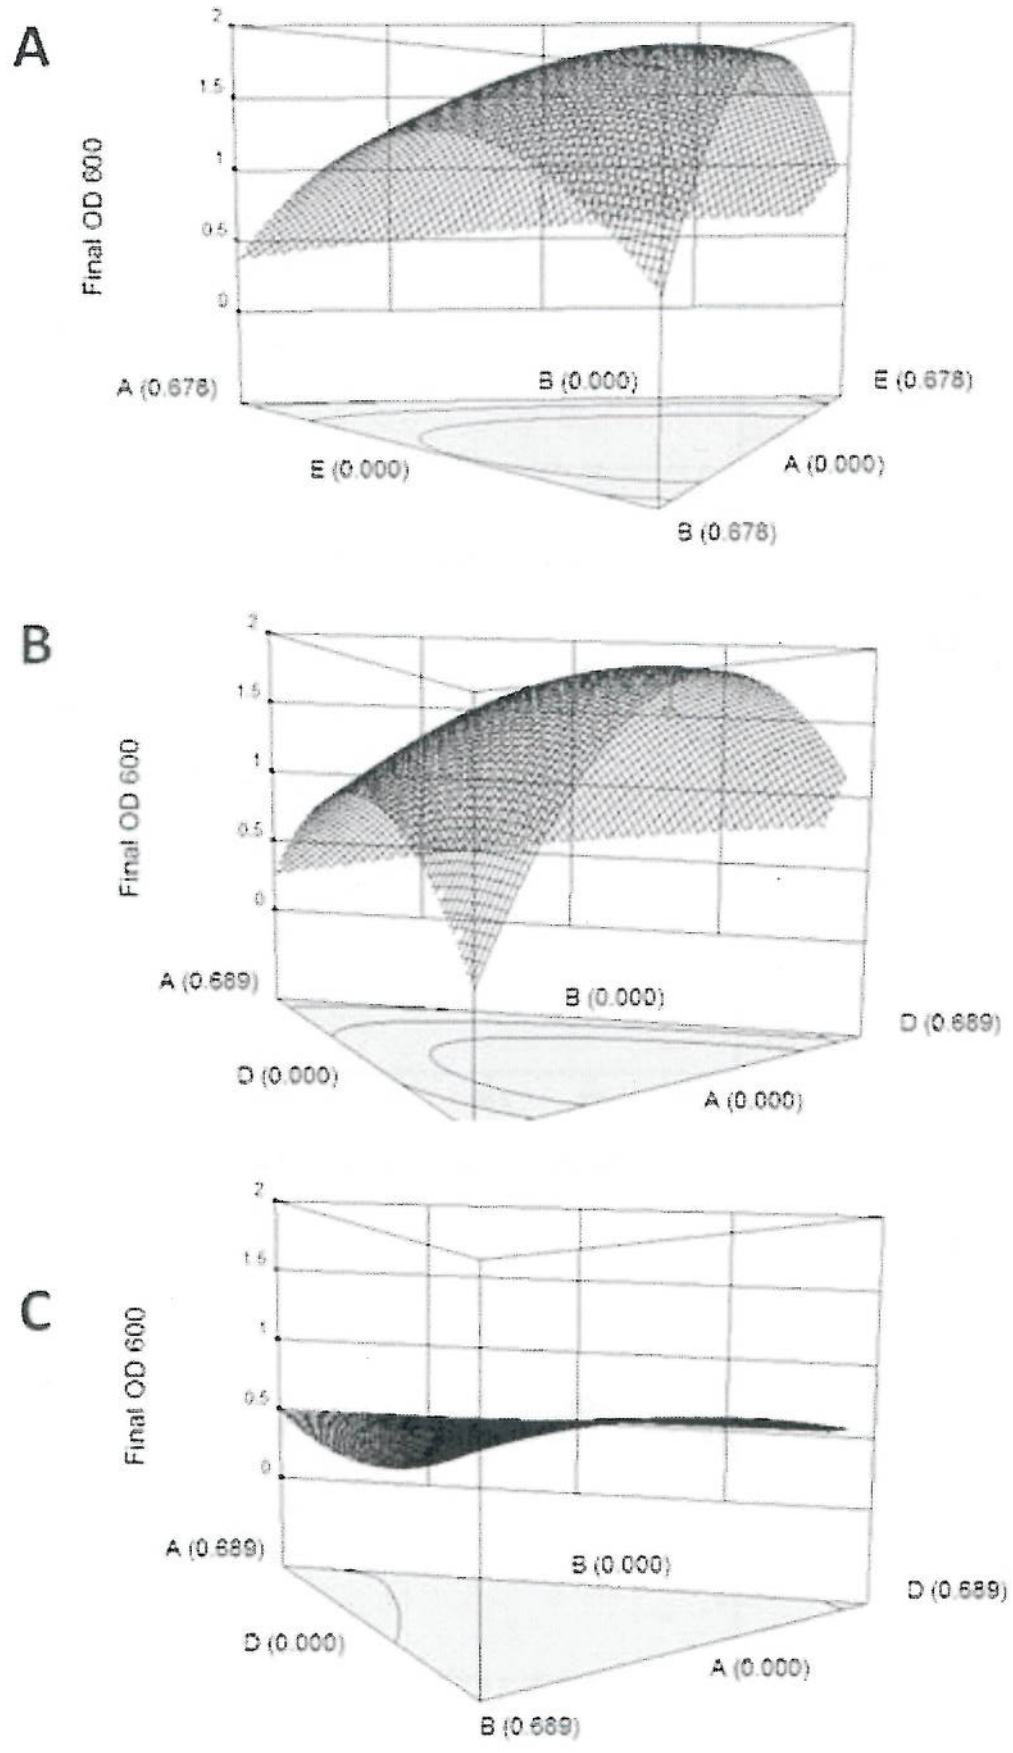 A
2
1.5
1
0.5
0
Final OD 600
A (0.678)
B (0.000)
E (0.678)
E (0.000)
A (0.000)
B (0.678)
B
2
1.5
1
0.5
0
Final OD 600
A (0.689)
B (0.000)
D (0.689)
D (0.000)
A (0.000)
C
2
1.5
1
0.5
0
Final OD 600
A (0.689)
B (0.000)
D (0.689)
D (0.000)
A (0.000)
B (0.689)